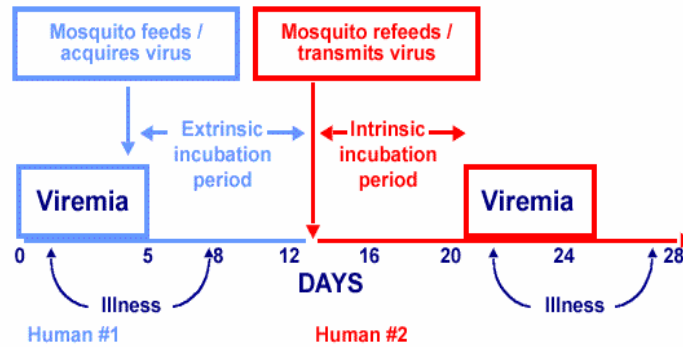 Mosquito feeds /
acquires virus
Mosquito refeeds /
transmits virus
Extrinsic
incubation
period
Intrinsic
incubation
period
Viremia
Viremia
0 5 8 12 16 20 24 28
DAYS
Illness
Illness
Human #1
Human #2